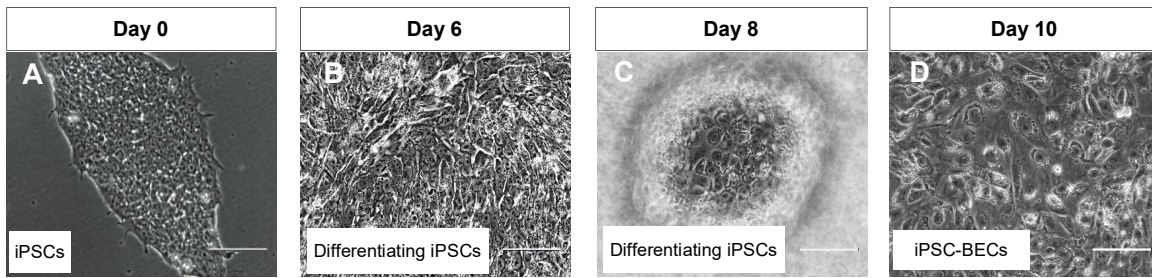 Day 0
Day 6
Day 8
Day 10
A
B
C
D
iPSCs
Differentiating iPSCs
Differentiating iPSCs
iPSC-BECs